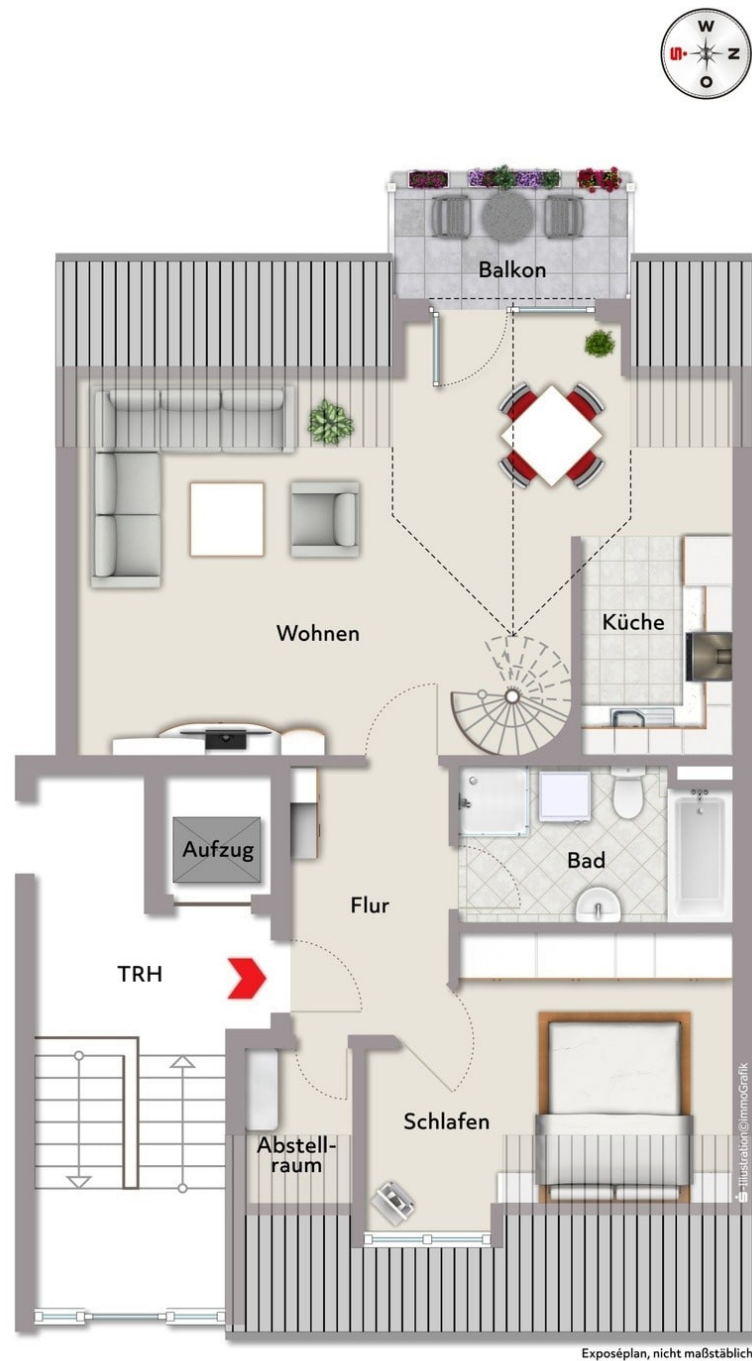 W
S
N
O
Balkon
Wohnen
Küche
Aufzug
Bad
Flur
TRH
Schlafen
Abstell-
raum
S-Illustration©immoGrafik
Exposéplan, nicht maßstäblich